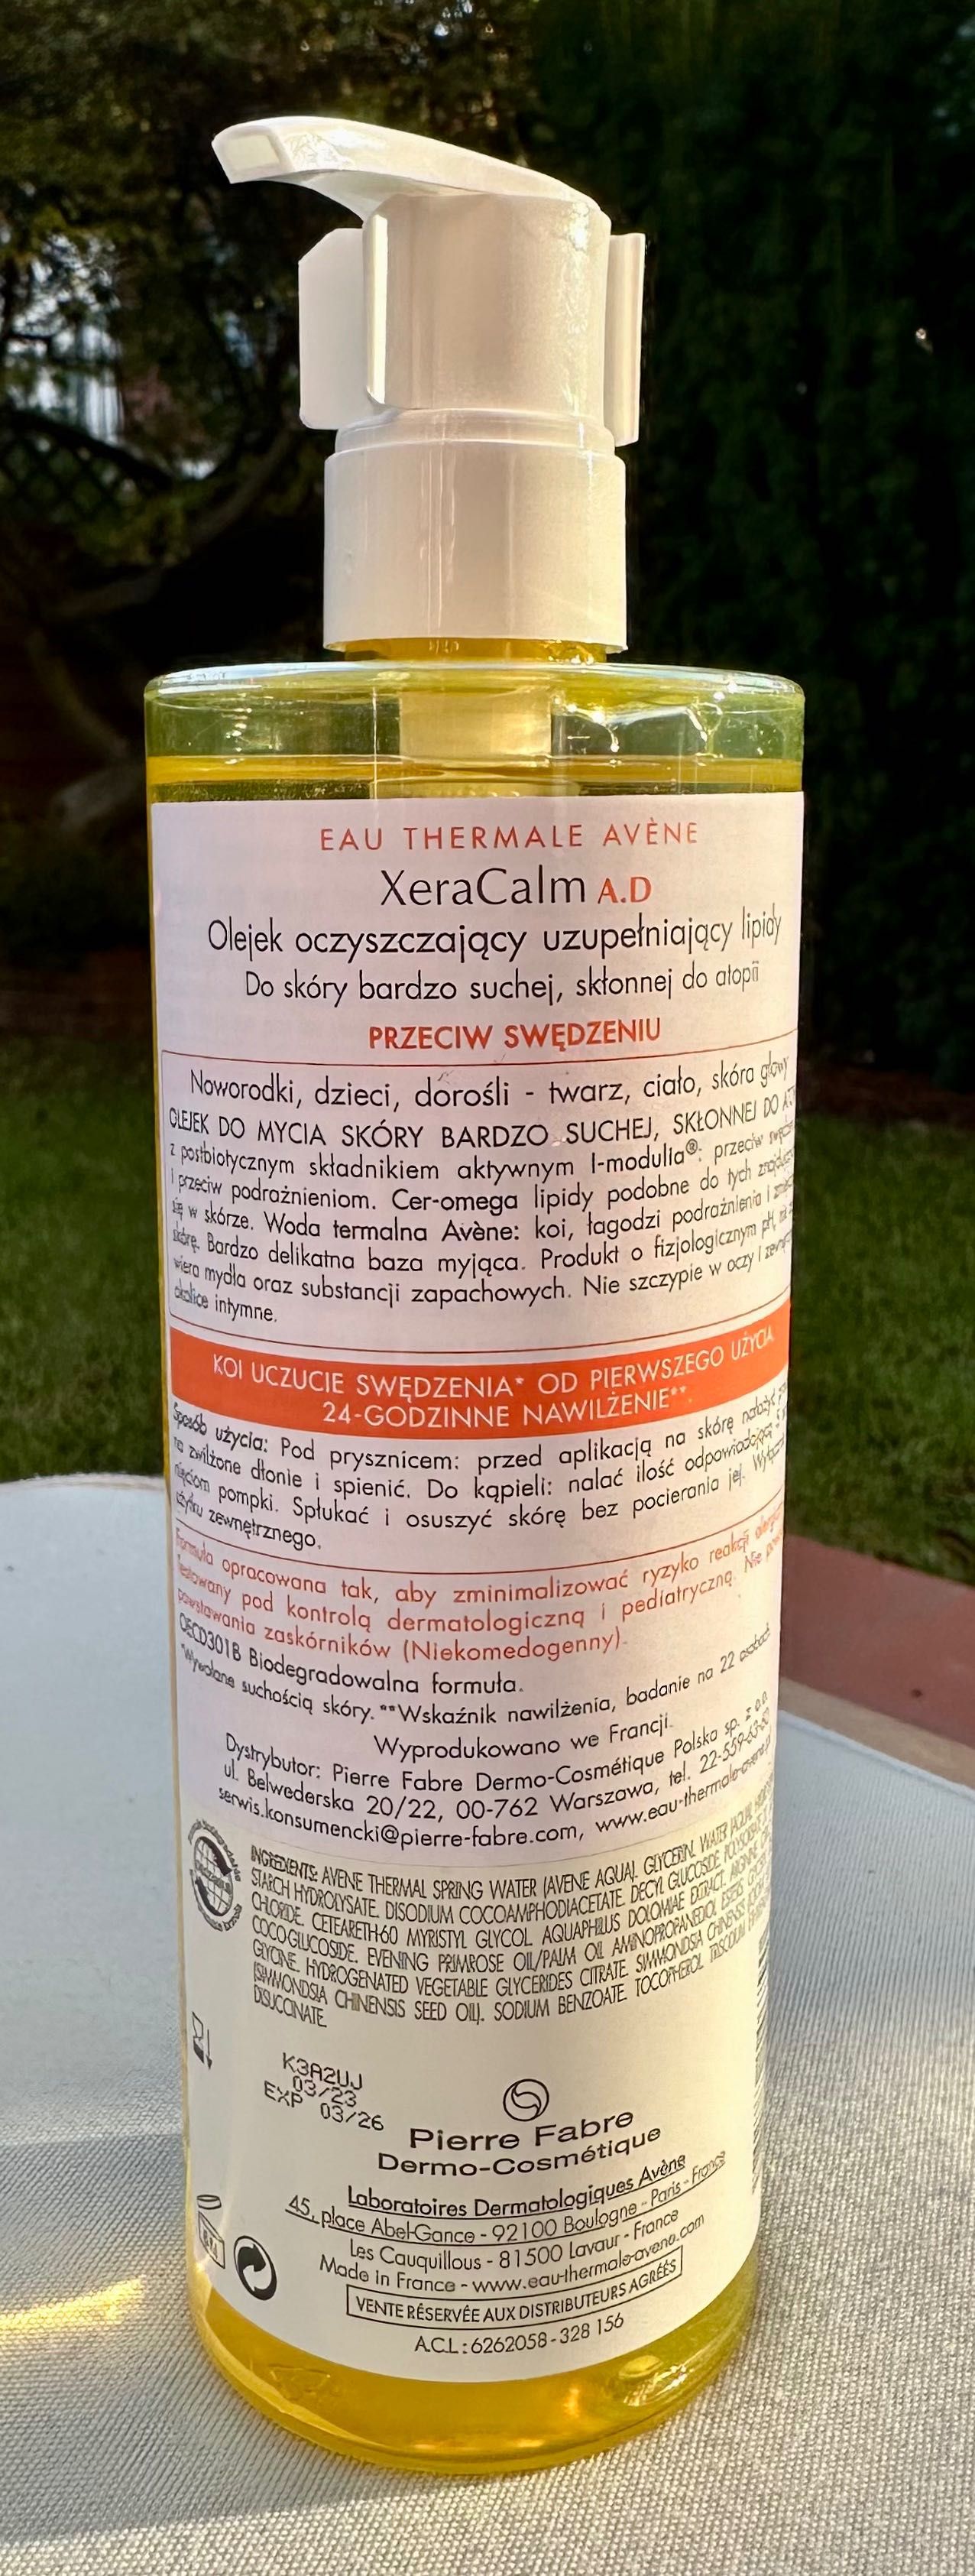 EAU THERMALE AVÈNE
XeraCalm A.D
Olejek oczyszczający uzupełniający lipidy
Do skóry bardzo suchej, skłonnej do atopii
PRZECIW SWĘDZENIU
Noworodki, dzieci, dorośli - twarz, ciało, skóra głowy
OLEJEK DO MYCIA SKÓRY BARDZO SUCHEJ, SKŁONNEJ DO
z postbiotycznym składnikiem aktywnym I-modulia®: przeciw
i przeciw podrażnieniom. Cer-omega lipidy podobne do tych
się w skórze. Woda termalna Avène: koi, łagodzi podrażnienia i
skórę. Bardzo delikatna baza myjąca. Produkt o fizjologicznym pH,
wiera mydła oraz substancji zapachowych. Nie szczypie w oczy i
okolice intymne.
KOI UCZUCIE SWĘDZENIA* OD PIERWSZEGO UŻYCIA
24-GODZINNE NAWILŻENIE**
Sposób użycia: Pod prysznicem: przed aplikacją na skórę nałożyć
na zwilżone dłonie i spienić. Do kąpieli: nalać ilość odpowiadającą 5
nięciom pompki. Spłukać i osuszyć skórę bez pocierania jej.
użytku zewnętrznego.
Formuła opracowana tak, aby zminimalizować ryzyko reakcji
Testowany pod kontrolą dermatologiczną i pediatryczną. Nie
powstawania zaskórników (Niekomedogenny).
OECD301B Biodegradowalna formuła.
*Wywołane suchością skóry. **Wskaźnik nawilżenia, badanie na 22 osobach.
Wyprodukowano we Francji.
Dystrybutor: Pierre Fabre Dermo-Cosmétique Polska sp. z o.o.
ul. Belwederska 20/22, 00-762 Warszawa, tel. 22-559-63-60
serwis.konsumencki@pierre-fabre.com, www.eau-thermale-avene.pl
INGREDIENTS: AVENE THERMAL SPRING WATER (AVENE AQUA). GLYCERIN. WATER (AQUA).
STARCH HYDROLYSATE. DISODIUM COCOAMPHODIACETATE. DECYL GLUCOSIDE.
CHLORIDE. CETEARETH-60 MYRISTYL GLYCOL. AQUAPHILUS DOLOMIAE EXTRACT.
COCO-GLUCOSIDE. EVENING PRIMROSE OIL/PALM OIL AMINOPROPANEDIOL ESTERS.
GLYCINE. HYDROGENATED VEGETABLE GLYCERIDES CITRATE. SIMMONDSIA CHINENSIS
(SIMMONDSIA CHINENSIS SEED OIL). SODIUM BENZOATE. TOCOPHEROL. TRISODIUM
DISUCCINATE.
K3A2UJ
03/23
EXP 03/26
Pierre Fabre
Dermo-Cosmétique
Laboratoires Dermatologiques Avène
45, place Abel-Gance - 92100 Boulogne - Paris - France
Les Cauquillous - 81500 Lavaur - France
Made in France - www.eau-thermale-avene.com
VENTE RÉSERVÉE AUX DISTRIBUTEURS AGRÉÉS
A.C.L : 6262058 - 328 156